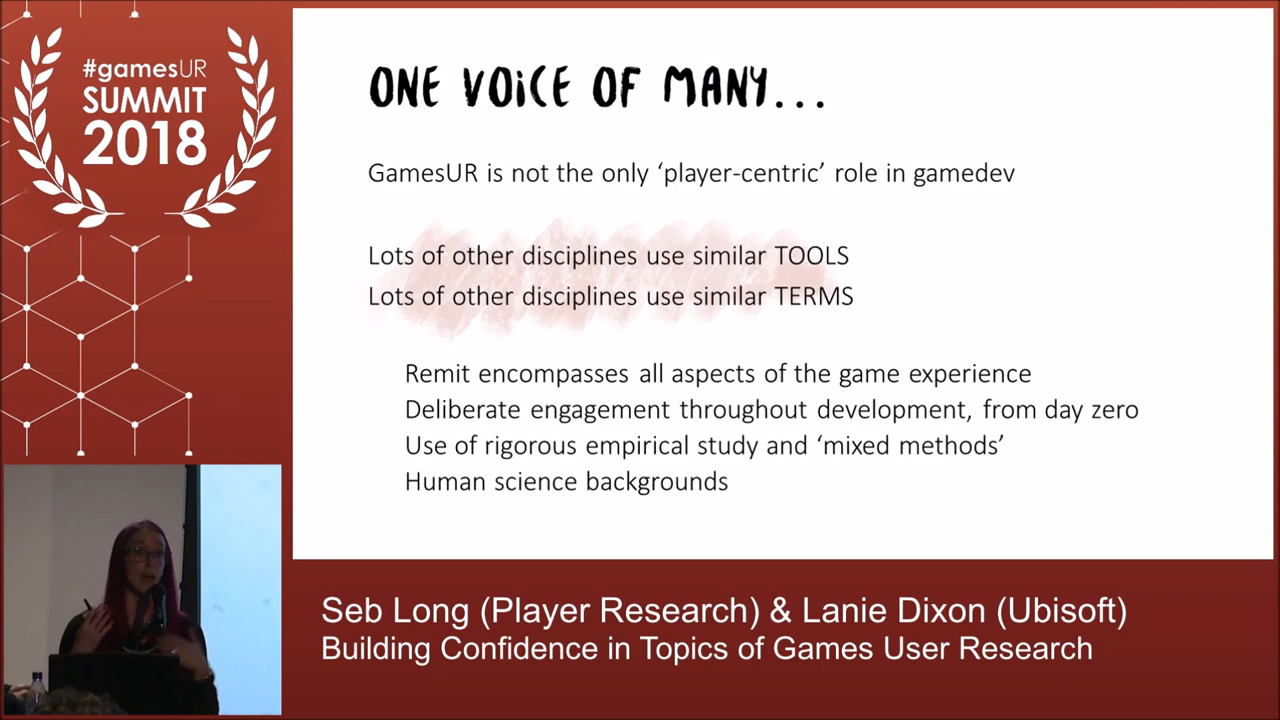 #gamesUR
SUMMIT
2018
ONE VOiCE OF MANY...
GamesUR is not the only ‘player-centric’ role in gamedev
Lots of other disciplines use similar TOOLS
Lots of other disciplines use similar TERMS
Remit encompasses all aspects of the game experience
Deliberate engagement throughout development, from day zero
Use of rigorous empirical study and ‘mixed methods’
Human science backgrounds
Seb Long (Player Research) & Lanie Dixon (Ubisoft)
Building Confidence in Topics of Games User Research